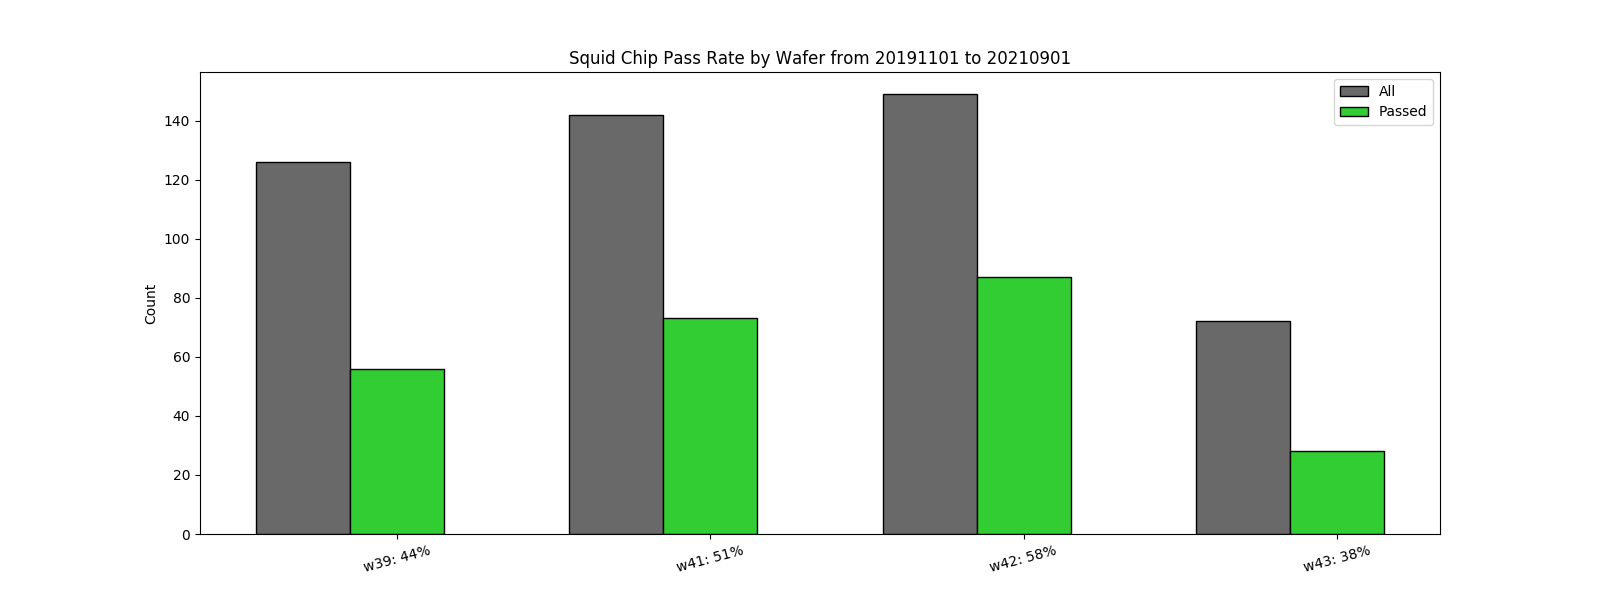 Squid Chip Pass Rate by Wafer from 20191101 to 20210901
All
Passed
Count
140
120
100
80
60
40
20
0
w39: 44%
w41: 51%
w42: 58%
w43: 38%